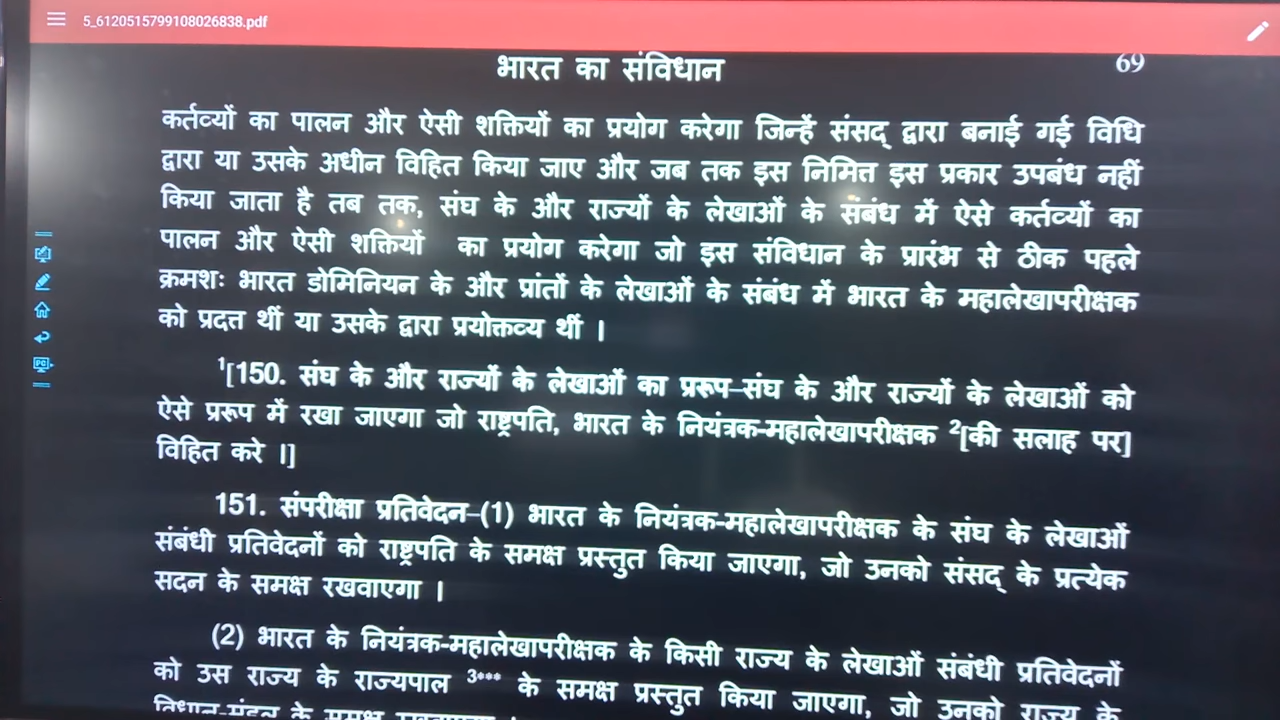 5_6120515799108026838.pdf
भारत का संविधान 69
कर्तव्यों का पालन और ऐसी शक्तियों का प्रयोग करेगा जिन्हें संसद् द्वारा बनाई गई विधि
द्वारा या उसके अधीन विहित किया जाए और जब तक इस निमित्त इस प्रकार उपबंध नहीं
किया जाता है तब तक, संघ के और राज्यों के लेखाओं के संबंध में ऐसे कर्तव्यों का
पालन और ऐसी शक्तियों का प्रयोग करेगा जो इस संविधान के प्रारंभ से ठीक पहले
क्रमशः भारत डोमिनियन के और प्रांतों के लेखाओं के संबंध में भारत के महालेखापरीक्षक
को प्रदत्त थीं या उसके द्वारा प्रयोक्तव्य थीं ।
¹[150. संघ के और राज्यों के लेखाओं का प्ररूप–संघ के और राज्यों के लेखाओं को
ऐसे प्ररूप में रखा जाएगा जो राष्ट्रपति, भारत के नियंत्रक-महालेखापरीक्षक ²[की सलाह पर]
विहित करे ।]
151. संपरीक्षा प्रतिवेदन–(1) भारत के नियंत्रक-महालेखापरीक्षक के संघ के लेखाओं
संबंधी प्रतिवेदनों को राष्ट्रपति के समक्ष प्रस्तुत किया जाएगा, जो उनको संसद् के प्रत्येक
सदन के समक्ष रखवाएगा ।
(2) भारत के नियंत्रक-महालेखापरीक्षक के किसी राज्य के लेखाओं संबंधी प्रतिवेदनों
को उस राज्य के राज्यपाल ³*** के समक्ष प्रस्तुत किया जाएगा, जो उनको राज्य के
विधान-मंडल के समक्ष रखवाएगा ।